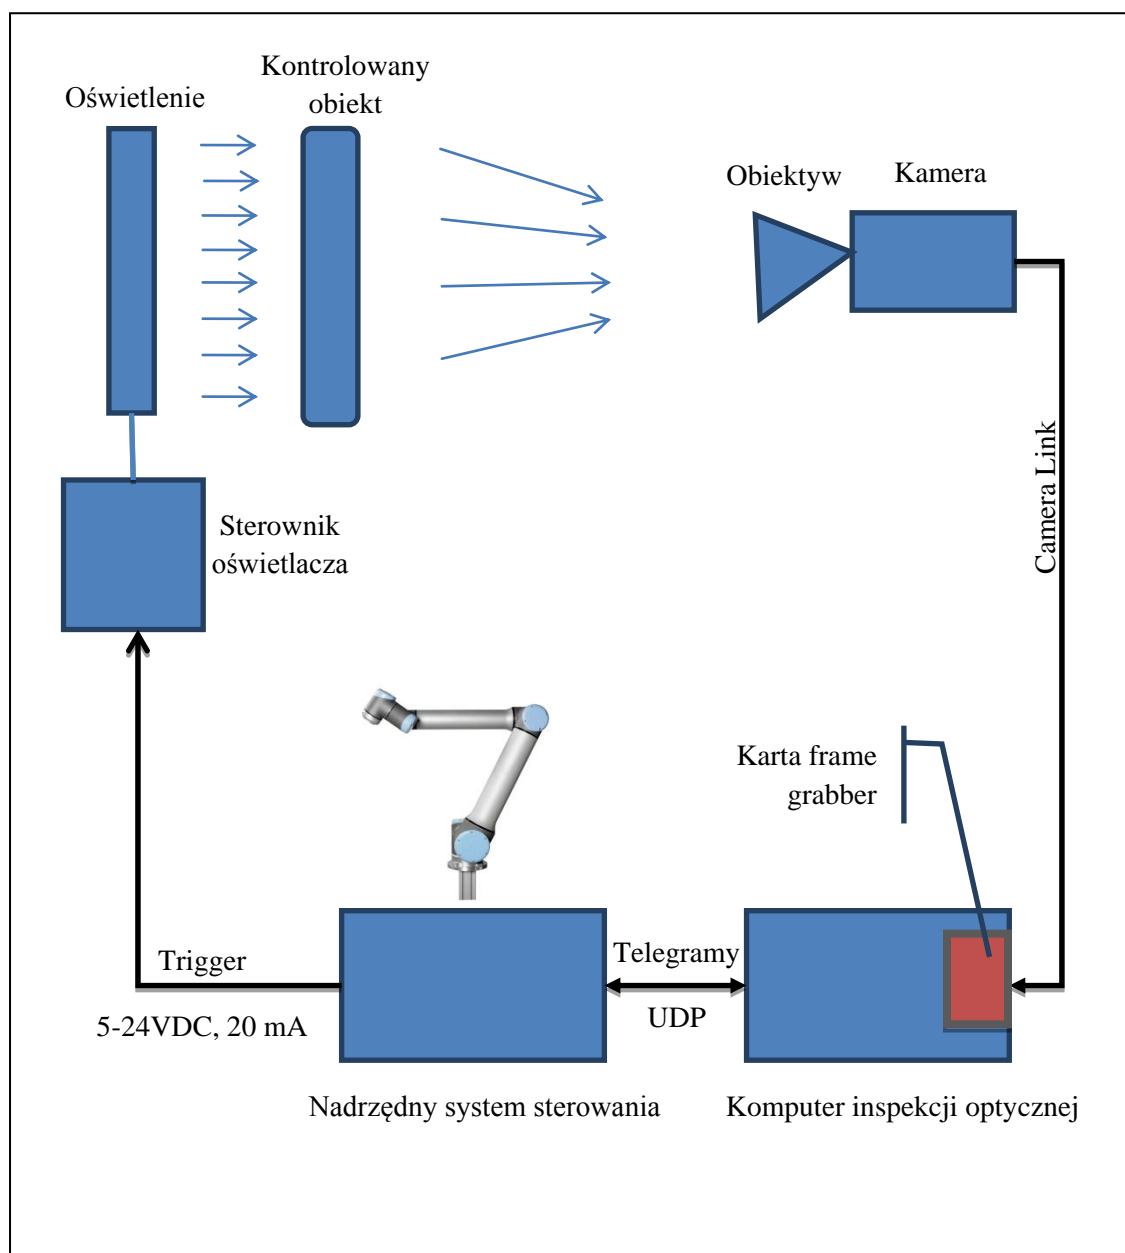 Oświetlenie
Kontrolowany
obiekt
Obiektyw
Kamera
Camera Link
Sterownik
oświetlacza
Karta frame
grabber
Trigger
5-24VDC, 20 mA
Telegramy
UDP
Nadrzędny system sterowania
Komputer inspekcji optycznej